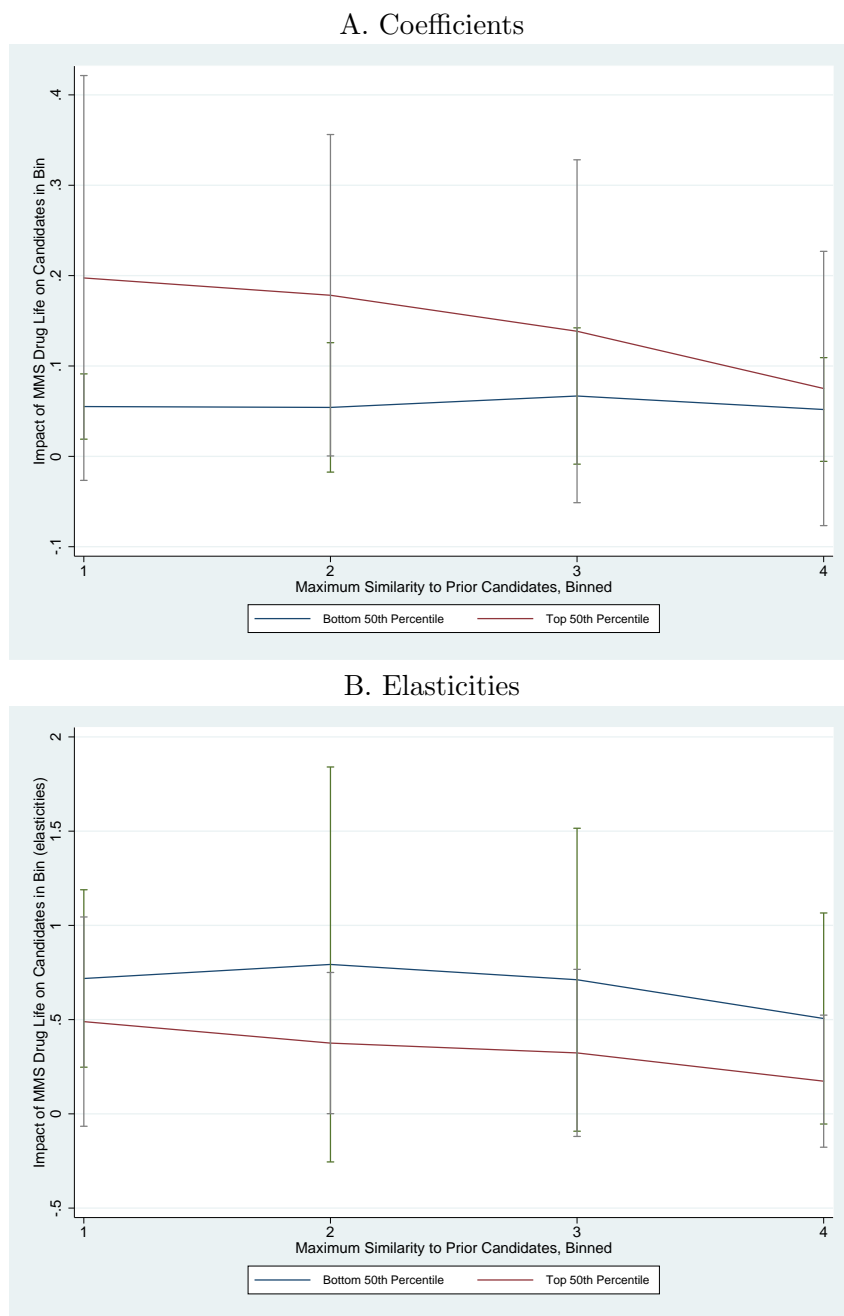 A. Coefficients
Impact of MMS Drug Life on Candidates in Bin
.4
.3
.2
.1
0
-.1
1 2 3 4
Maximum Similarity to Prior Candidates, Binned
Bottom 50th Percentile Top 50th Percentile
B. Elasticities
Impact of MMS Drug Life on Candidates in Bin (elasticities)
2
1.5
1
.5
0
-.5
1 2 3 4
Maximum Similarity to Prior Candidates, Binned
Bottom 50th Percentile Top 50th Percentile